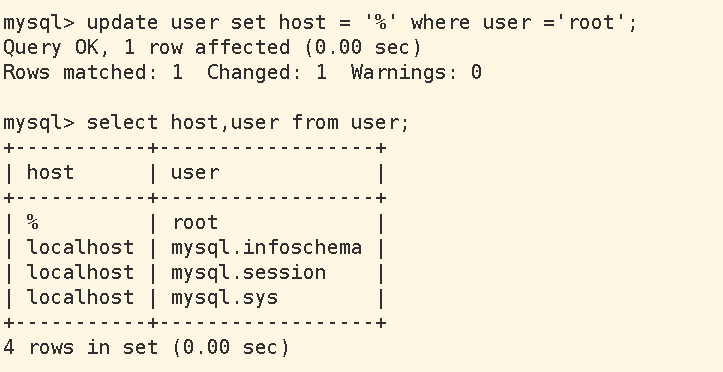 mysql> update user set host = '%' where user ='root';
Query OK, 1 row affected (0.00 sec)
Rows matched: 1  Changed: 1  Warnings: 0
mysql> select host,user from user;
+-----------+------------------+
| host      | user             |
+-----------+------------------+
| %         | root             |
| localhost | mysql.infoschema |
| localhost | mysql.session    |
| localhost | mysql.sys        |
+-----------+------------------+
4 rows in set (0.00 sec)